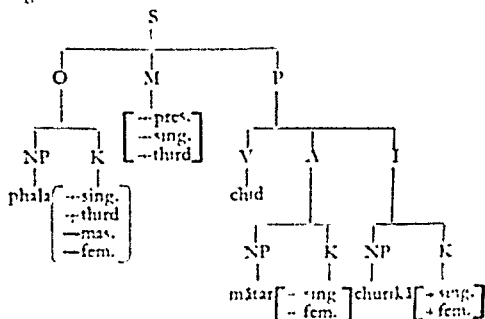 S
O M P
[+pres.
+sing.
+third]
NP K V A I
phala [+sing.
+third
—mas.
—fem.] chid
NP K NP K
mātar [+sing
+fem.] churikā [+sing.
+fem.]